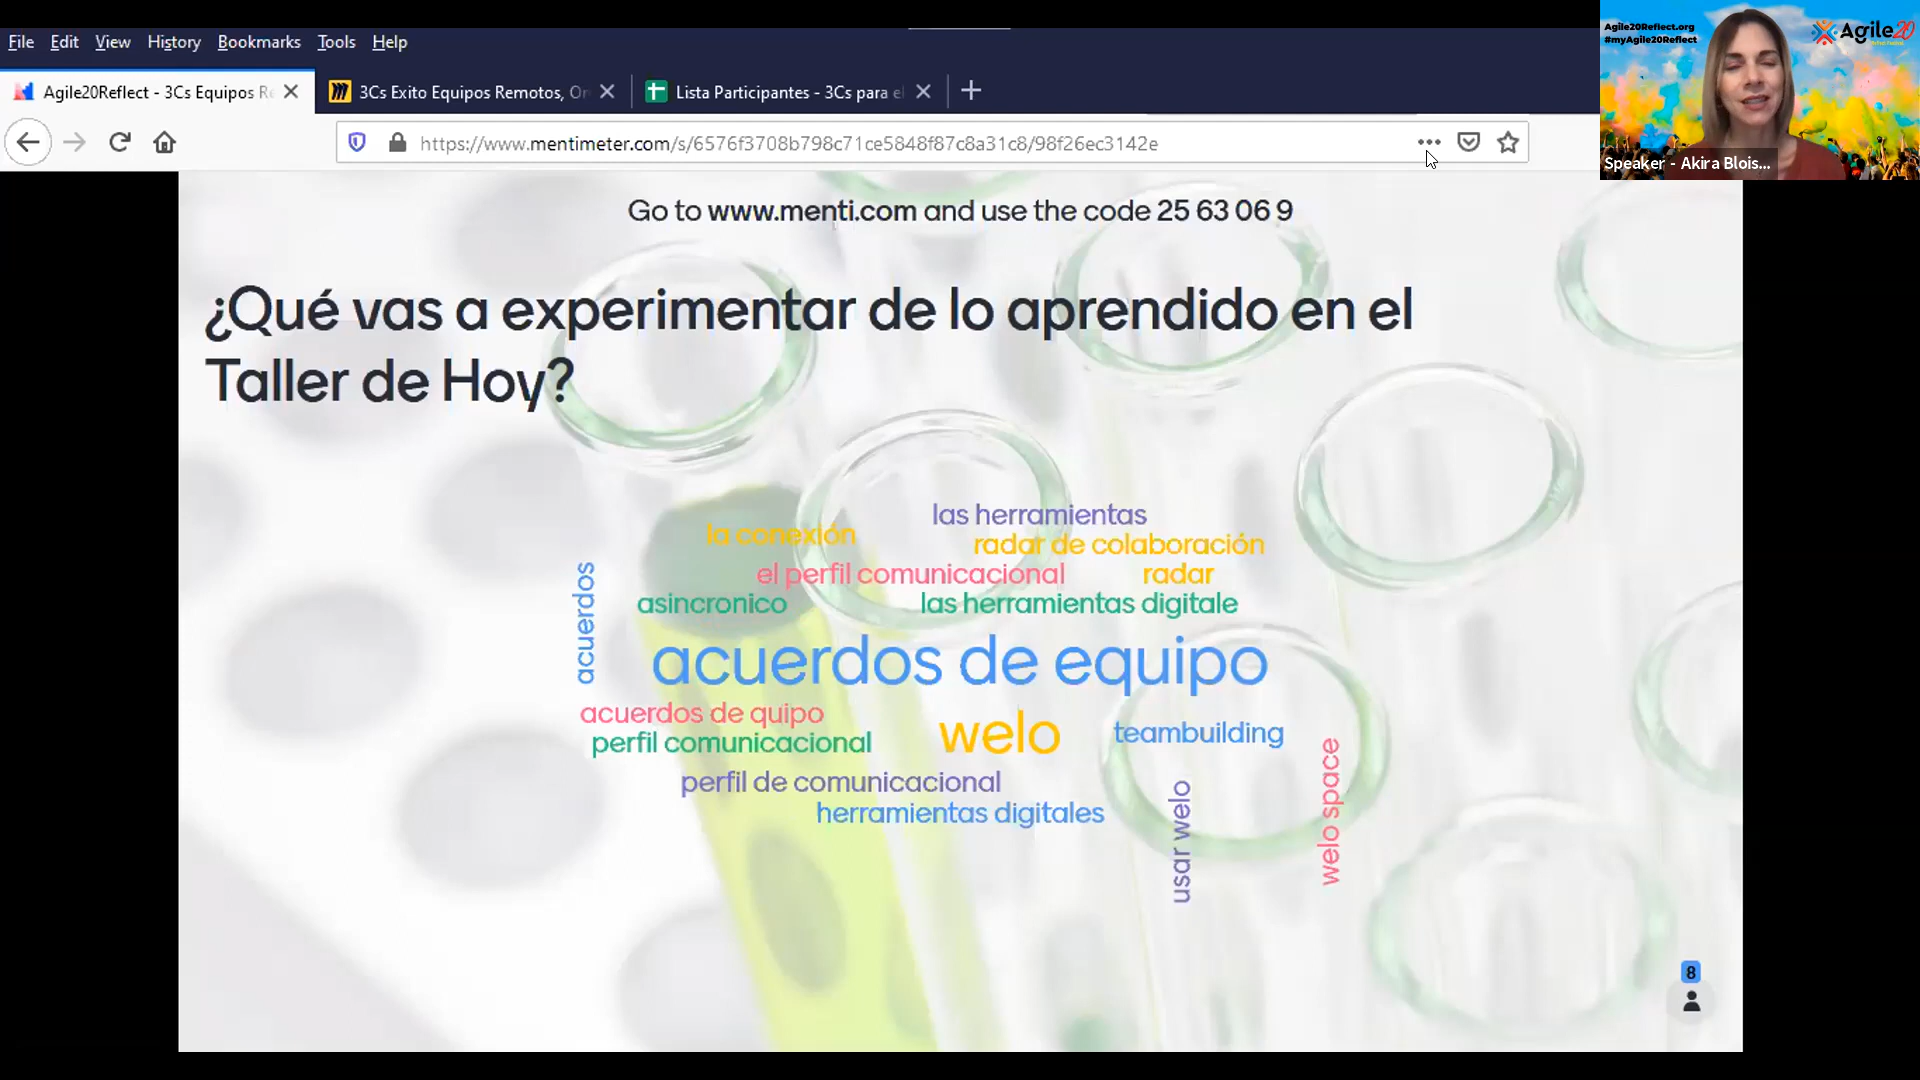 File Edit View History Bookmarks Tools Help
Agile20Reflect - 3Cs Equipos Re
3Cs Exito Equipos Remotos, On
Lista Participantes - 3Cs para el
https://www.mentimeter.com/s/6576f3708b798c71ce5848f87c8a31c8/98f26ec3142e
Agile20Reflect.org
#myAgile20Reflect
Agile20
Speaker - Akira Blois...
Go to www.menti.com and use the code 25 63 06 9
¿Qué vas a experimentar de lo aprendido en el
Taller de Hoy?
las herramientas
la conexión
radar de colaboración
el perfil comunicacional
radar
asincronico
las herramientas digitale
acuerdos
acuerdos de equipo
acuerdos de quipo
welo
teambuilding
perfil comunicacional
perfil de comunicacional
herramientas digitales
usar welo
welo space
8